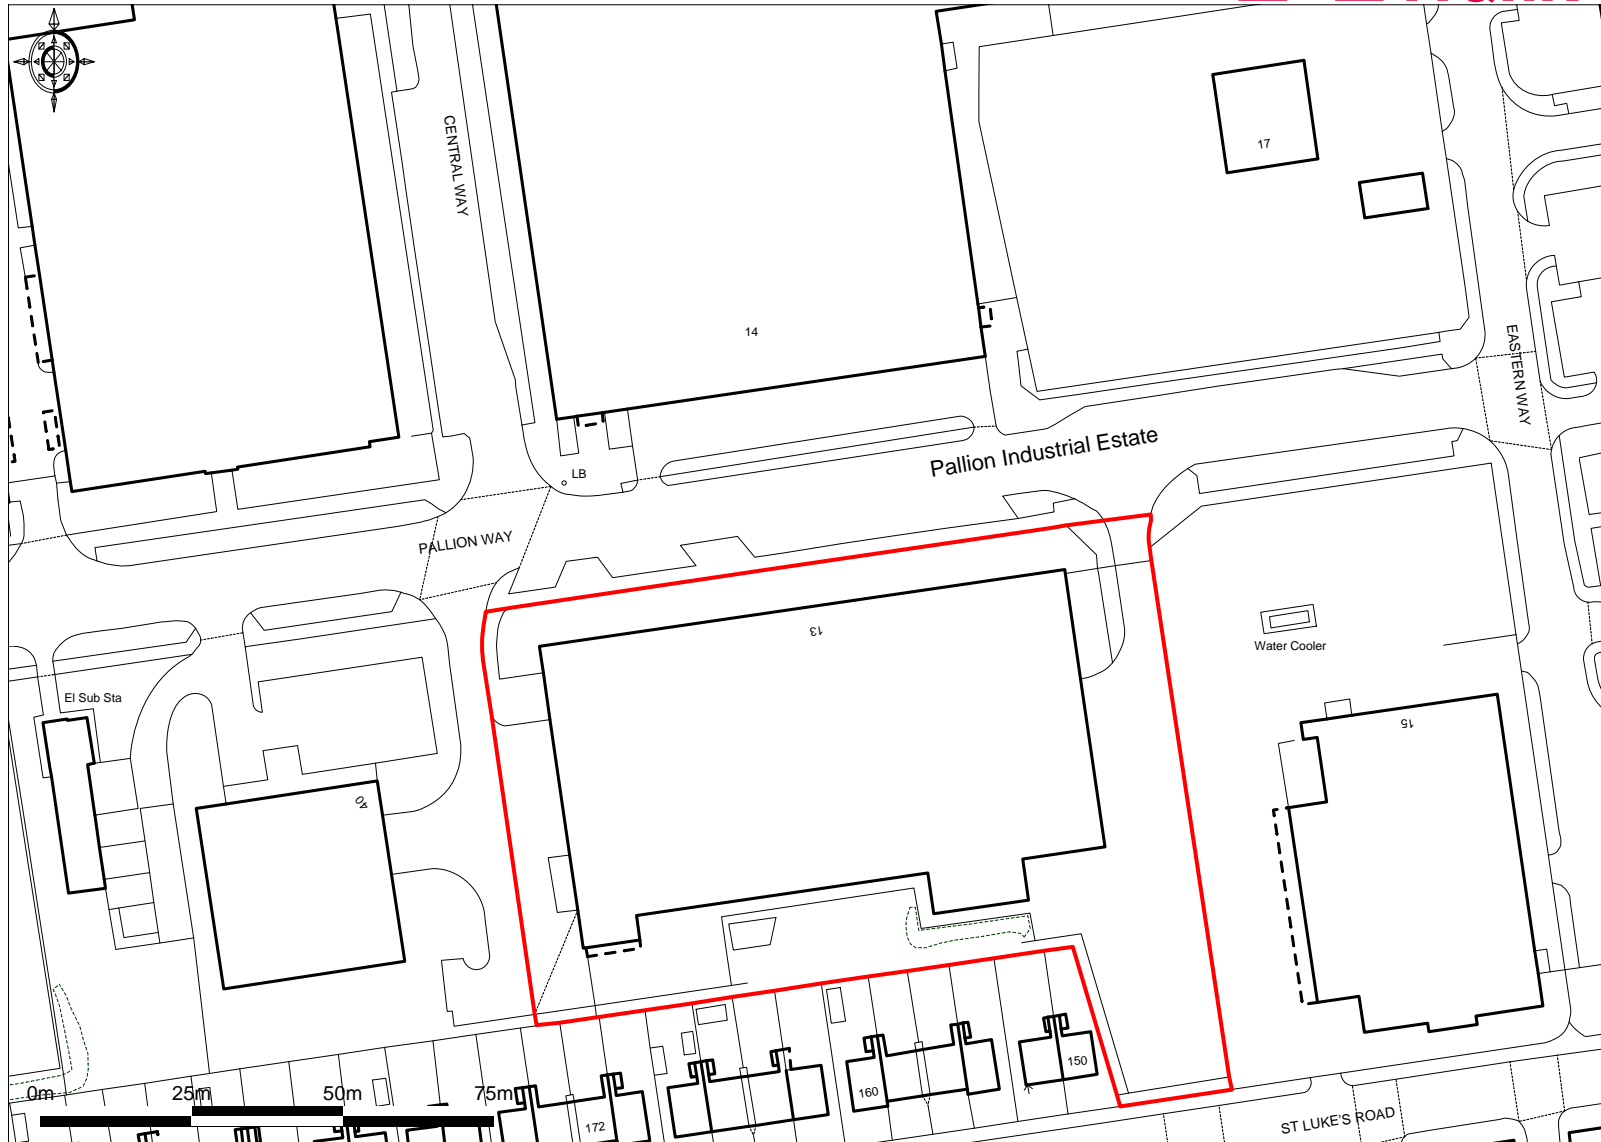 CENTRAL WAY
17
14
EASTERN WAY
Pallion Industrial Estate
LB
PALLION WAY
13
Water Cooler
El Sub Sta
15
40
150
160
172
0m 25m 50m 75m
ST LUKE'S ROAD